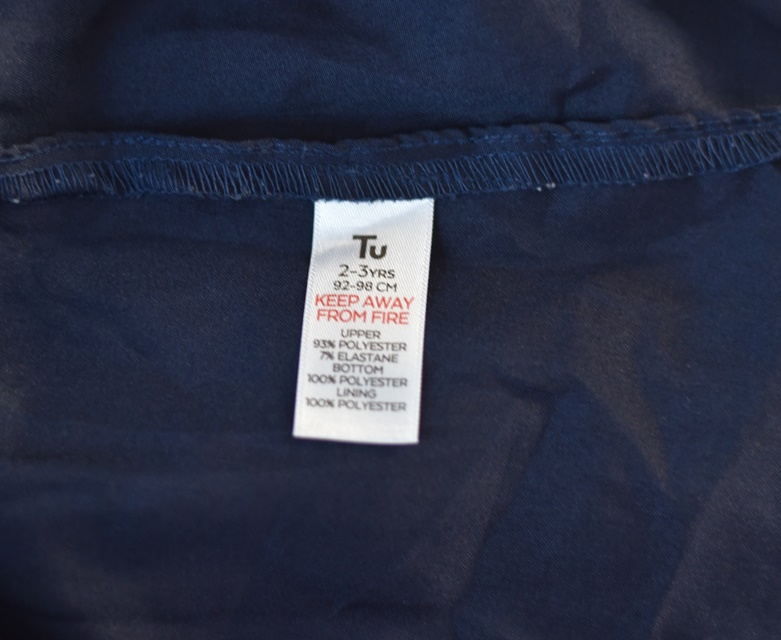 Tu
2-3YRS
92-98 CM
KEEP AWAY
FROM FIRE
UPPER
93% POLYESTER
7% ELASTANE
BOTTOM
100% POLYESTER
LINING
100% POLYESTER